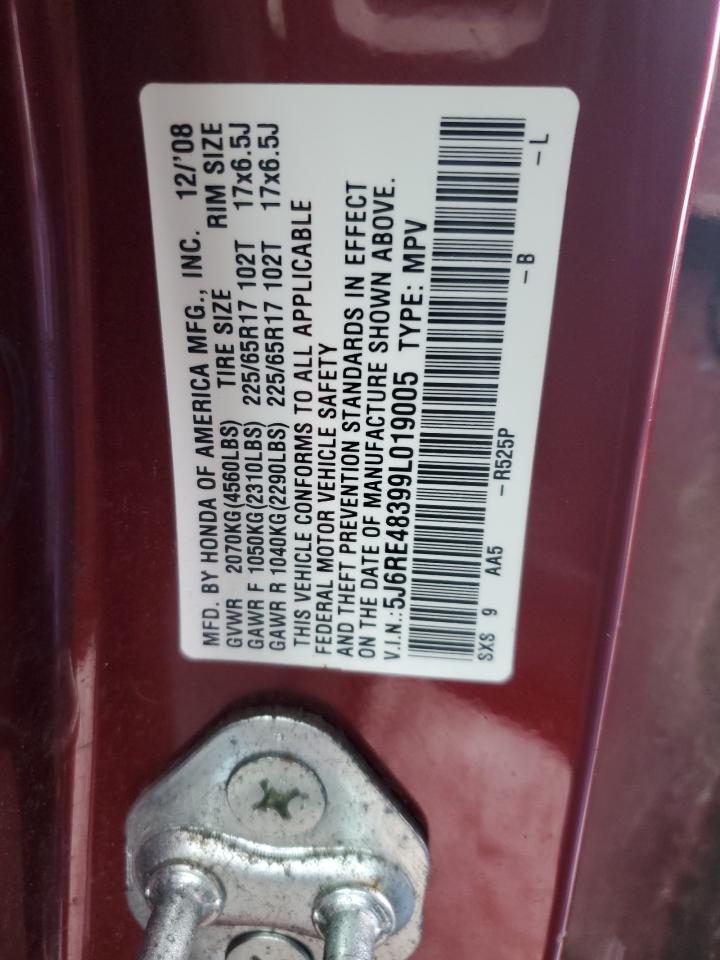 MFD. BY HONDA OF AMERICA MFG., INC. 12/'08
GVWR 2070KG(4560LBS) TIRE SIZE RIM SIZE
GAWR F 1050KG(2310LBS) 225/65R17 102T 17x6.5J
GAWR R 1040KG(2290LBS) 225/65R17 102T 17x6.5J
THIS VEHICLE CONFORMS TO ALL APPLICABLE
FEDERAL MOTOR VEHICLE SAFETY
AND THEFT PREVENTION STANDARDS IN EFFECT
ON THE DATE OF MANUFACTURE SHOWN ABOVE.
V.I.N.:5J6RE48399L019005 TYPE: MPV
SXS 9 AA5 -R525P -B -L